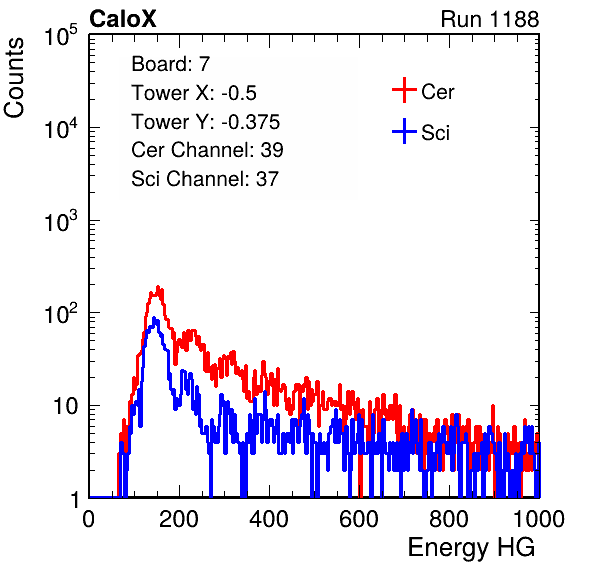 CaloX Run 1188
Counts
Board: 7
Tower X: -0.5
Tower Y: -0.375
Cer Channel: 39
Sci Channel: 37
Cer
Sci
10^5
10^4
10^3
10^2
10
1
0 200 400 600 800 1000
Energy HG